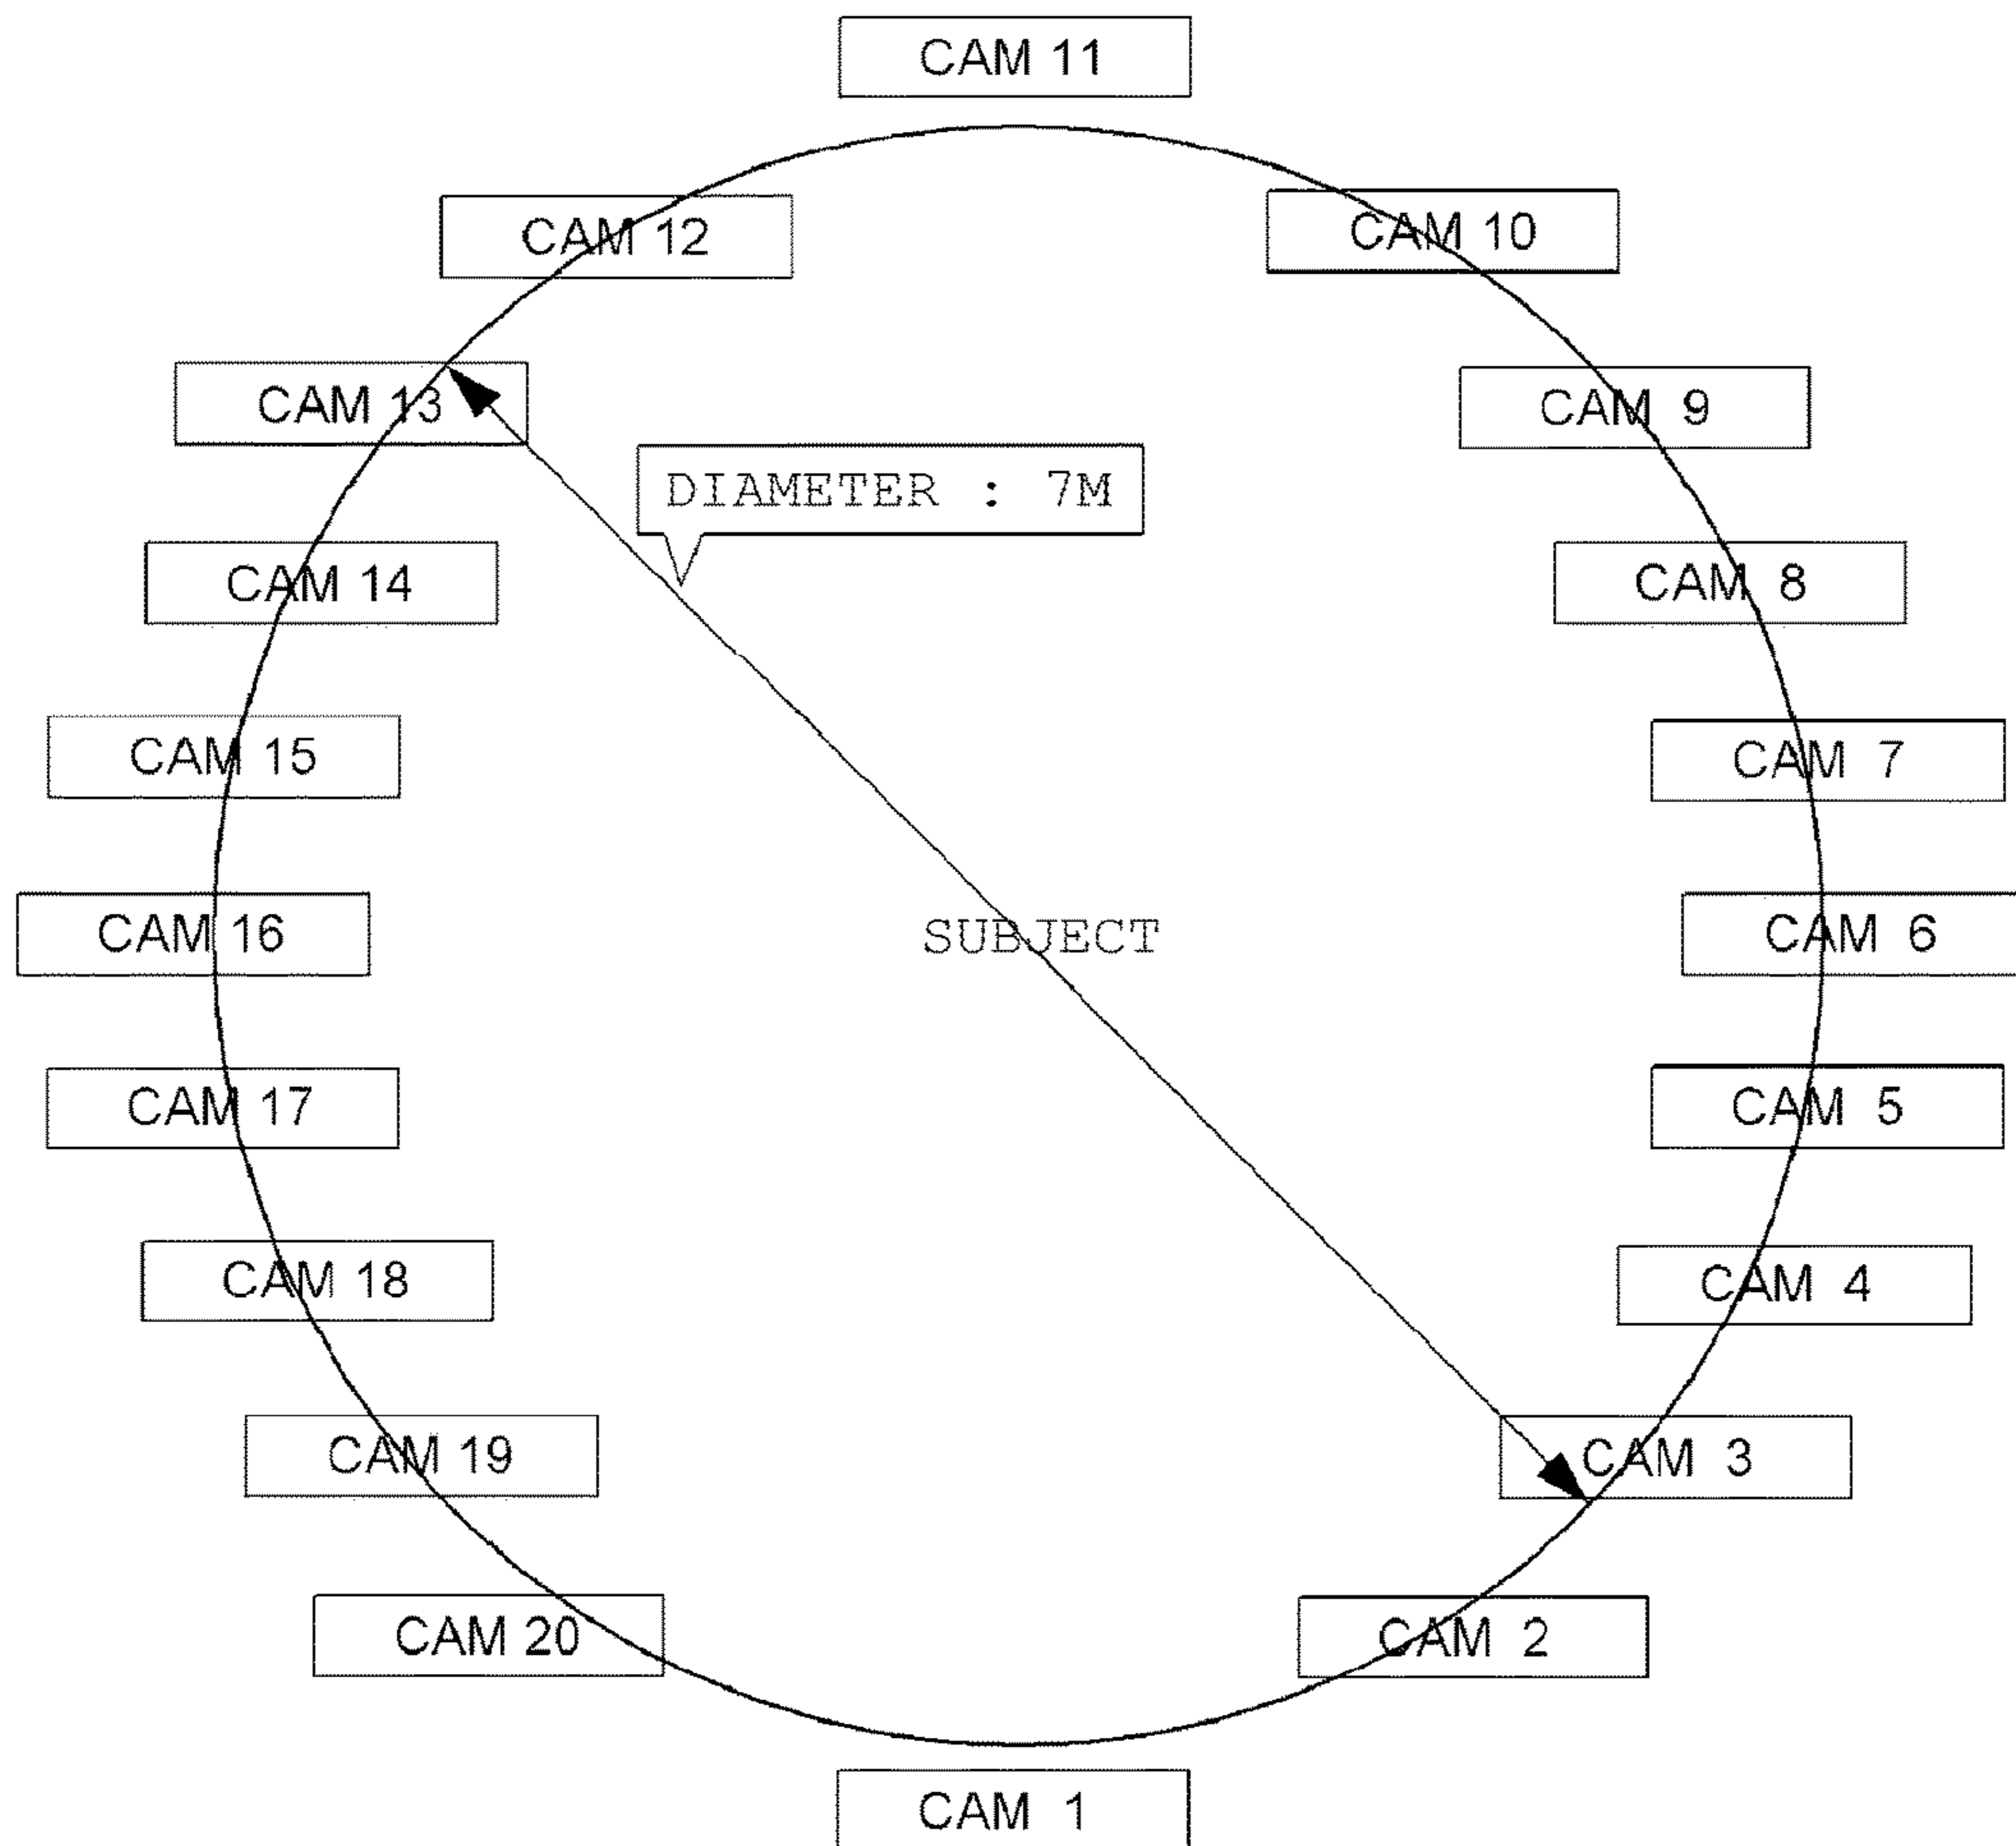 CAM 11
CAM 12
CAM 10
CAM 13
CAM 9
DIAMETER : 7M
CAM 14
CAM 8
CAM 15
CAM 7
CAM 16
SUBJECT
CAM 6
CAM 17
CAM 5
CAM 18
CAM 4
CAM 19
CAM 3
CAM 20
CAM 2
CAM 1